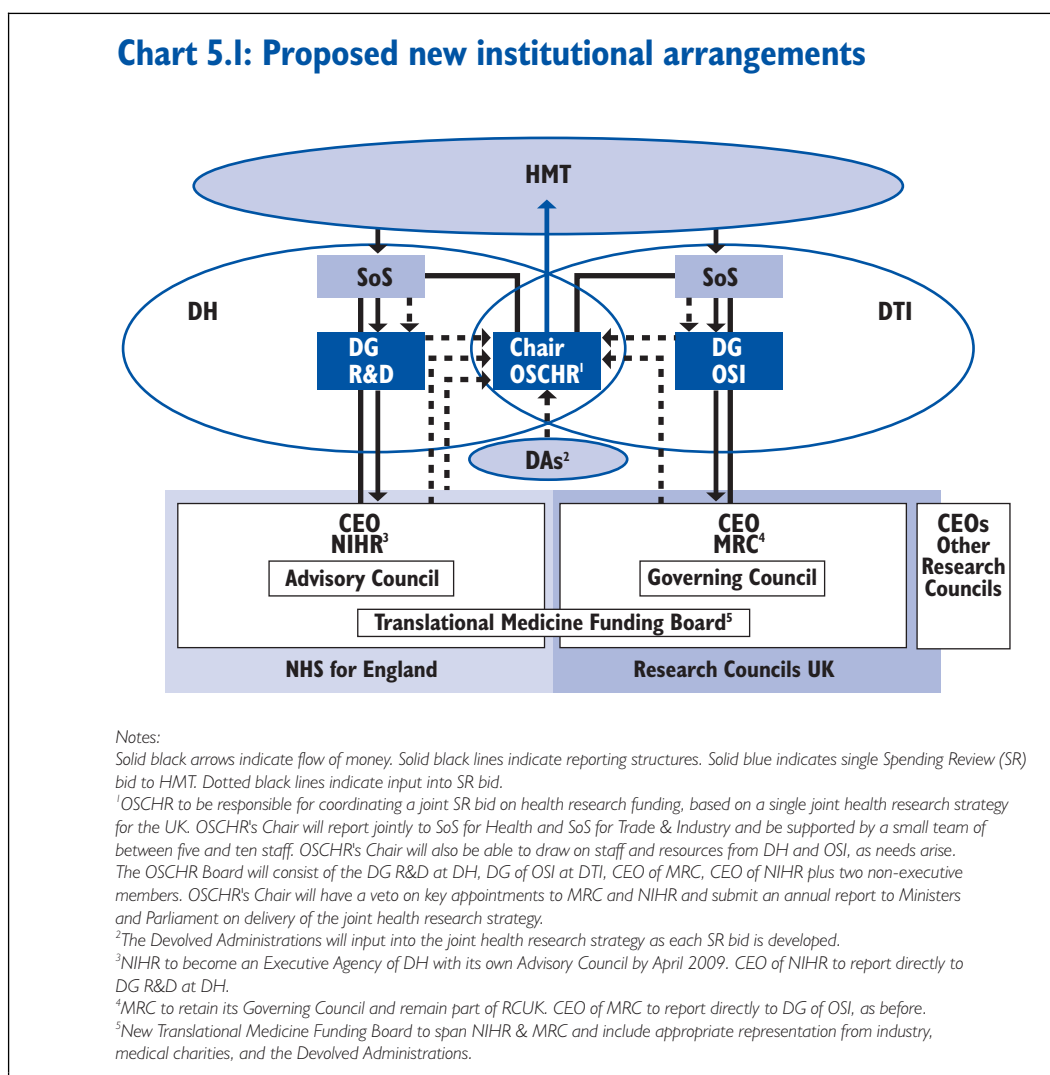 Chart 5.1: Proposed new institutional arrangements
HMT
SoS
SoS
DH
DTI
DG
R&D
Chair
OSCHR¹
DG
OSI
DAs²
CEO
NIHR³
Advisory Council
CEO
MRC⁴
Governing Council
CEOs
Other
Research
Councils
Translational Medicine Funding Board⁵
NHS for England
Research Councils UK
Notes:
Solid black arrows indicate flow of money. Solid black lines indicate reporting structures. Solid blue indicates single Spending Review (SR)
bid to HMT. Dotted black lines indicate input into SR bid.
¹OSCHR to be responsible for coordinating a joint SR bid on health research funding, based on a single joint health research strategy
for the UK. OSCHR's Chair will report jointly to SoS for Health and SoS for Trade & Industry and be supported by a small team of
between five and ten staff. OSCHR's Chair will also be able to draw on staff and resources from DH and OSI, as needs arise.
The OSCHR Board will consist of the DG R&D at DH, DG of OSI at DTI, CEO of MRC, CEO of NIHR plus two non-executive
members. OSCHR's Chair will have a veto on key appointments to MRC and NIHR and submit an annual report to Ministers
and Parliament on delivery of the joint health research strategy.
²The Devolved Administrations will input into the joint health research strategy as each SR bid is developed.
³NIHR to become an Executive Agency of DH with its own Advisory Council by April 2009. CEO of NIHR to report directly to
DG R&D at DH.
⁴MRC to retain its Governing Council and remain part of RCUK. CEO of MRC to report directly to DG of OSI, as before.
⁵New Translational Medicine Funding Board to span NIHR & MRC and include appropriate representation from industry,
medical charities, and the Devolved Administrations.